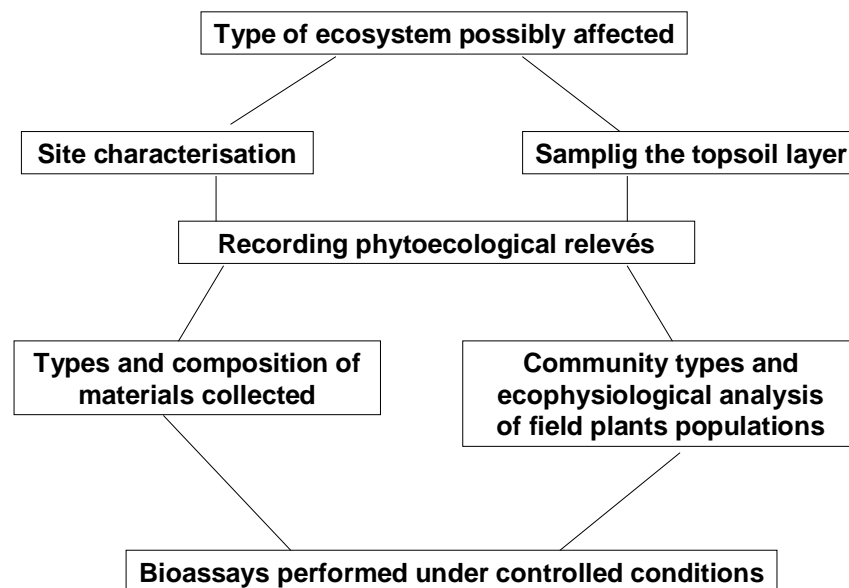 Type of ecosystem possibly affected
Site characterisation
Samplig the topsoil layer
Recording phytoecological relevés
Types and composition of
materials collected
Community types and
ecophysiological analysis
of field plants populations
Bioassays performed under controlled conditions